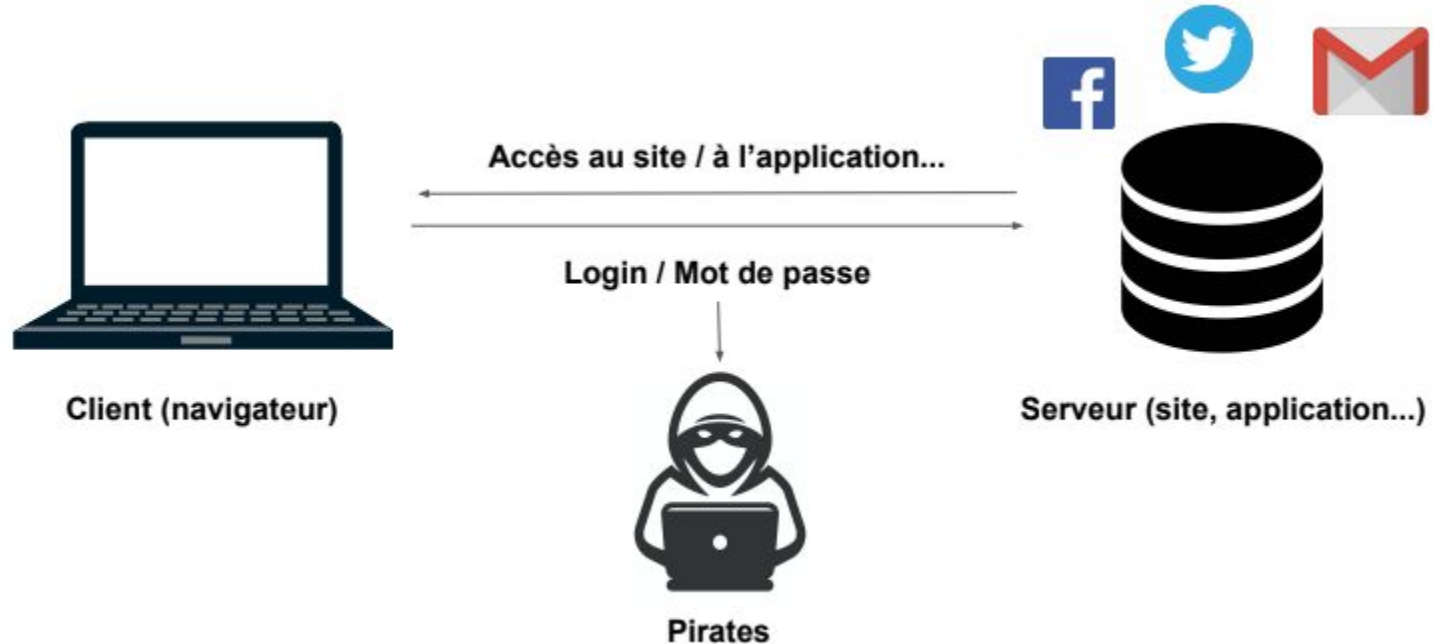 Accès au site / à l’application...
Login / Mot de passe
Client (navigateur)
Serveur (site, application...)
Pirates